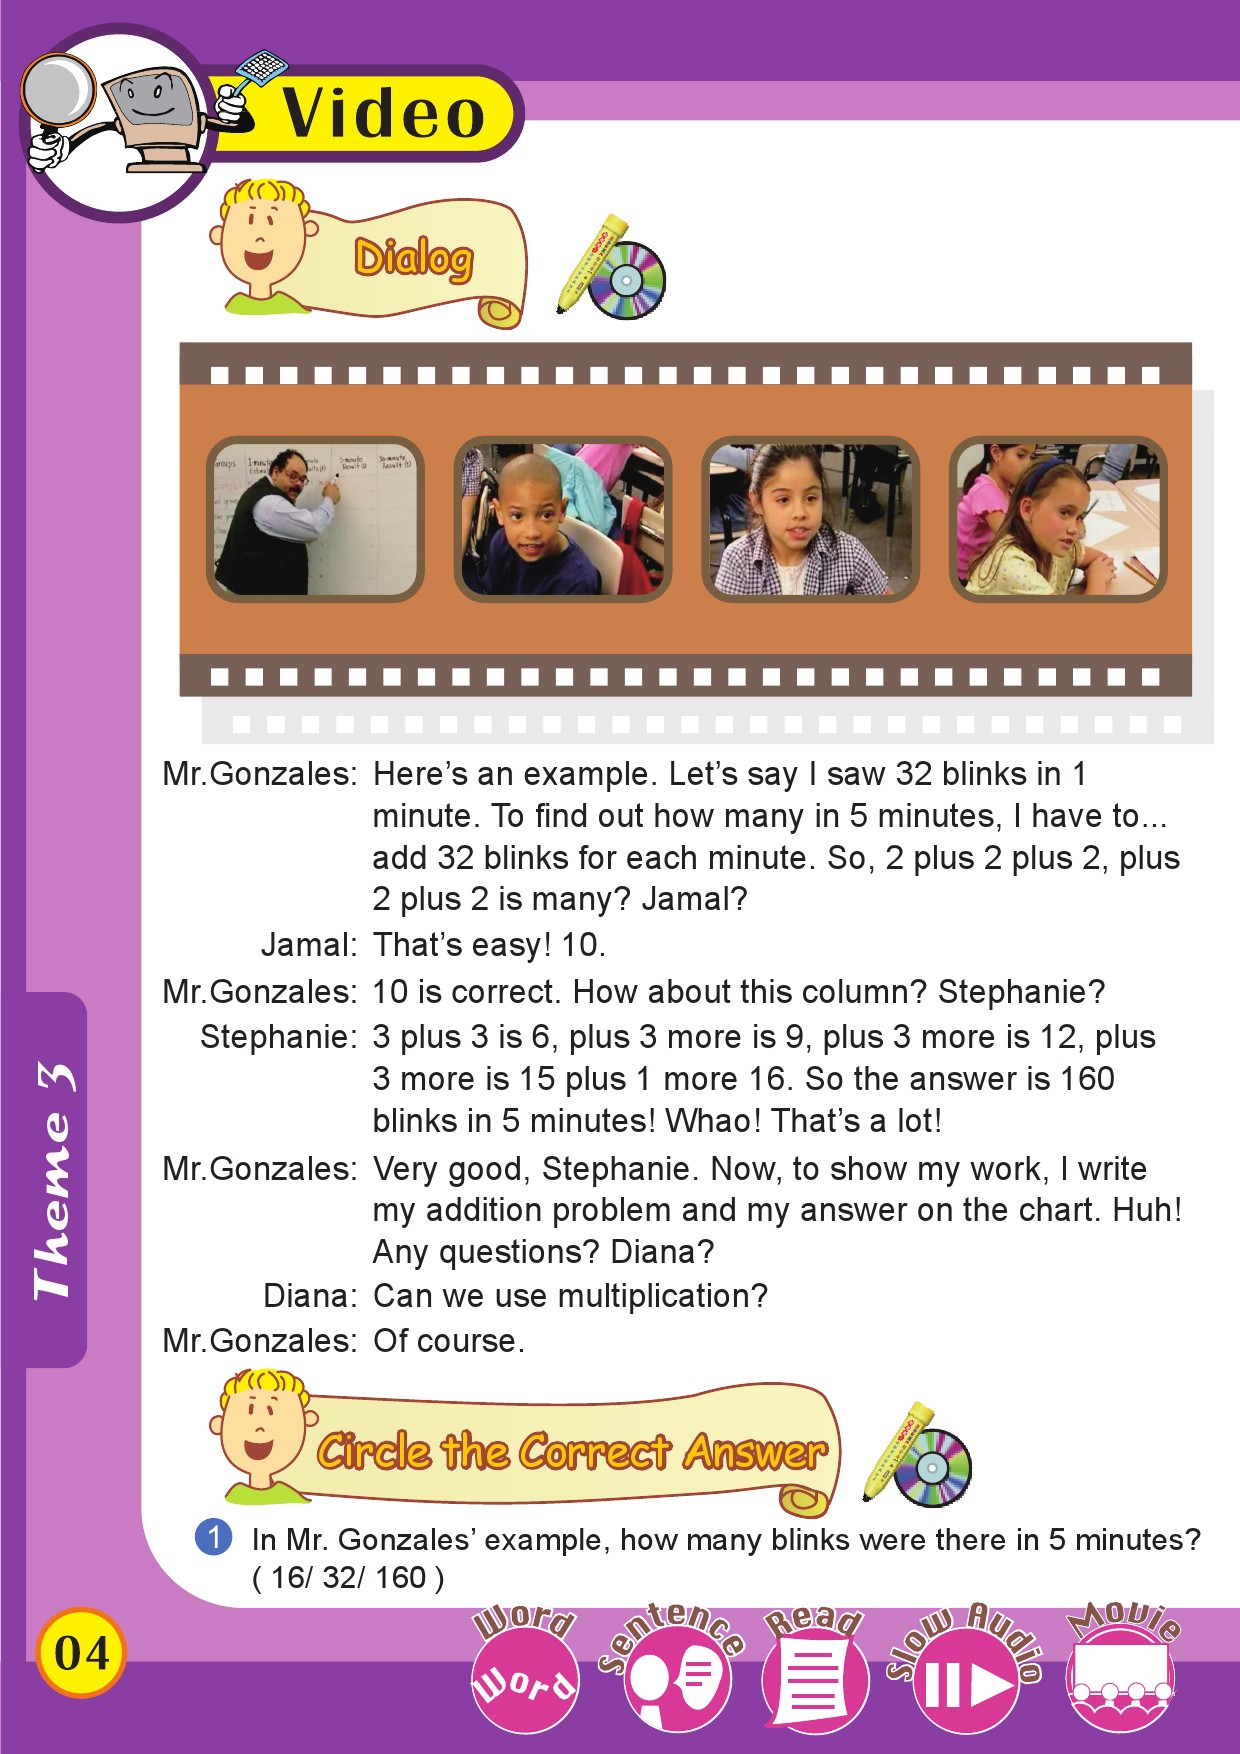 Video
Dialog
Mr.Gonzales: Here's an example. Let's say I saw 32 blinks in 1
minute. To find out how many in 5 minutes, I have to...
add 32 blinks for each minute. So, 2 plus 2 plus 2, plus
2 plus 2 is many? Jamal?
Jamal: That's easy! 10.
Mr.Gonzales: 10 is correct. How about this column? Stephanie?
Stephanie: 3 plus 3 is 6, plus 3 more is 9, plus 3 more is 12, plus
3 more is 15 plus 1 more 16. So the answer is 160
blinks in 5 minutes! Whao! That's a lot!
Mr.Gonzales: Very good, Stephanie. Now, to show my work, I write
my addition problem and my answer on the chart. Huh!
Any questions? Diana?
Diana: Can we use multiplication?
Mr.Gonzales: Of course.
Theme 3
Circle the Correct Answer
1 In Mr. Gonzales' example, how many blinks were there in 5 minutes?
( 16/ 32/ 160 )
04
Word
Word
Sentence
Read
Slow Audio
Movie